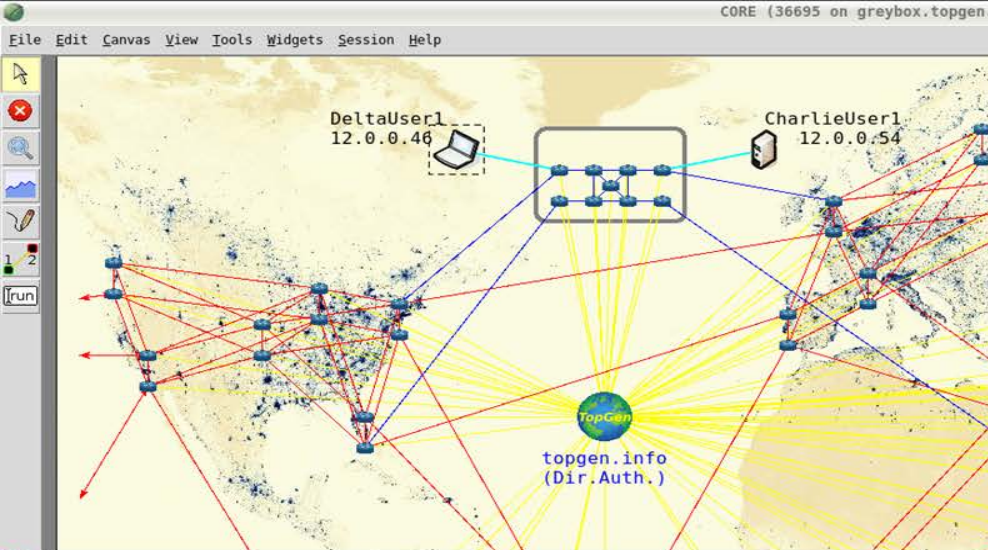 CORE (36695 on greybox.topgen
File Edit Canvas View Tools Widgets Session Help
DeltaUser1
12.0.0.46
CharlieUser1
12.0.0.54
1 2
run
TopGen
topgen.info
(Dir.Auth.)